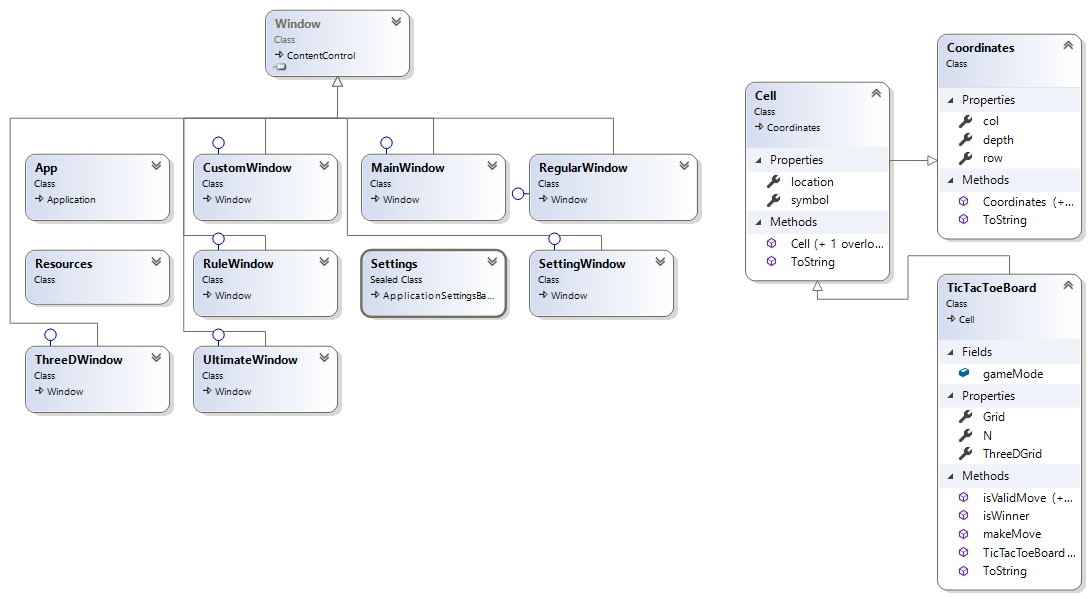 Window
Class
ContentControl
App
Class
Application
CustomWindow
Class
Window
MainWindow
Class
Window
RegularWindow
Class
Window
Resources
Class
RuleWindow
Class
Window
Settings
Sealed Class
ApplicationSettingsBa...
SettingWindow
Class
Window
ThreeDWindow
Class
Window
UltimateWindow
Class
Window
Cell
Class
Coordinates
Properties
location
symbol
Methods
Cell (+ 1 overlo...
ToString
Coordinates
Class
Properties
col
depth
row
Methods
Coordinates (+...
ToString
TicTacToeBoard
Class
Cell
Fields
gameMode
Properties
Grid
N
ThreeDGrid
Methods
isValidMove (+...
isWinner
makeMove
TicTacToeBoard...
ToString